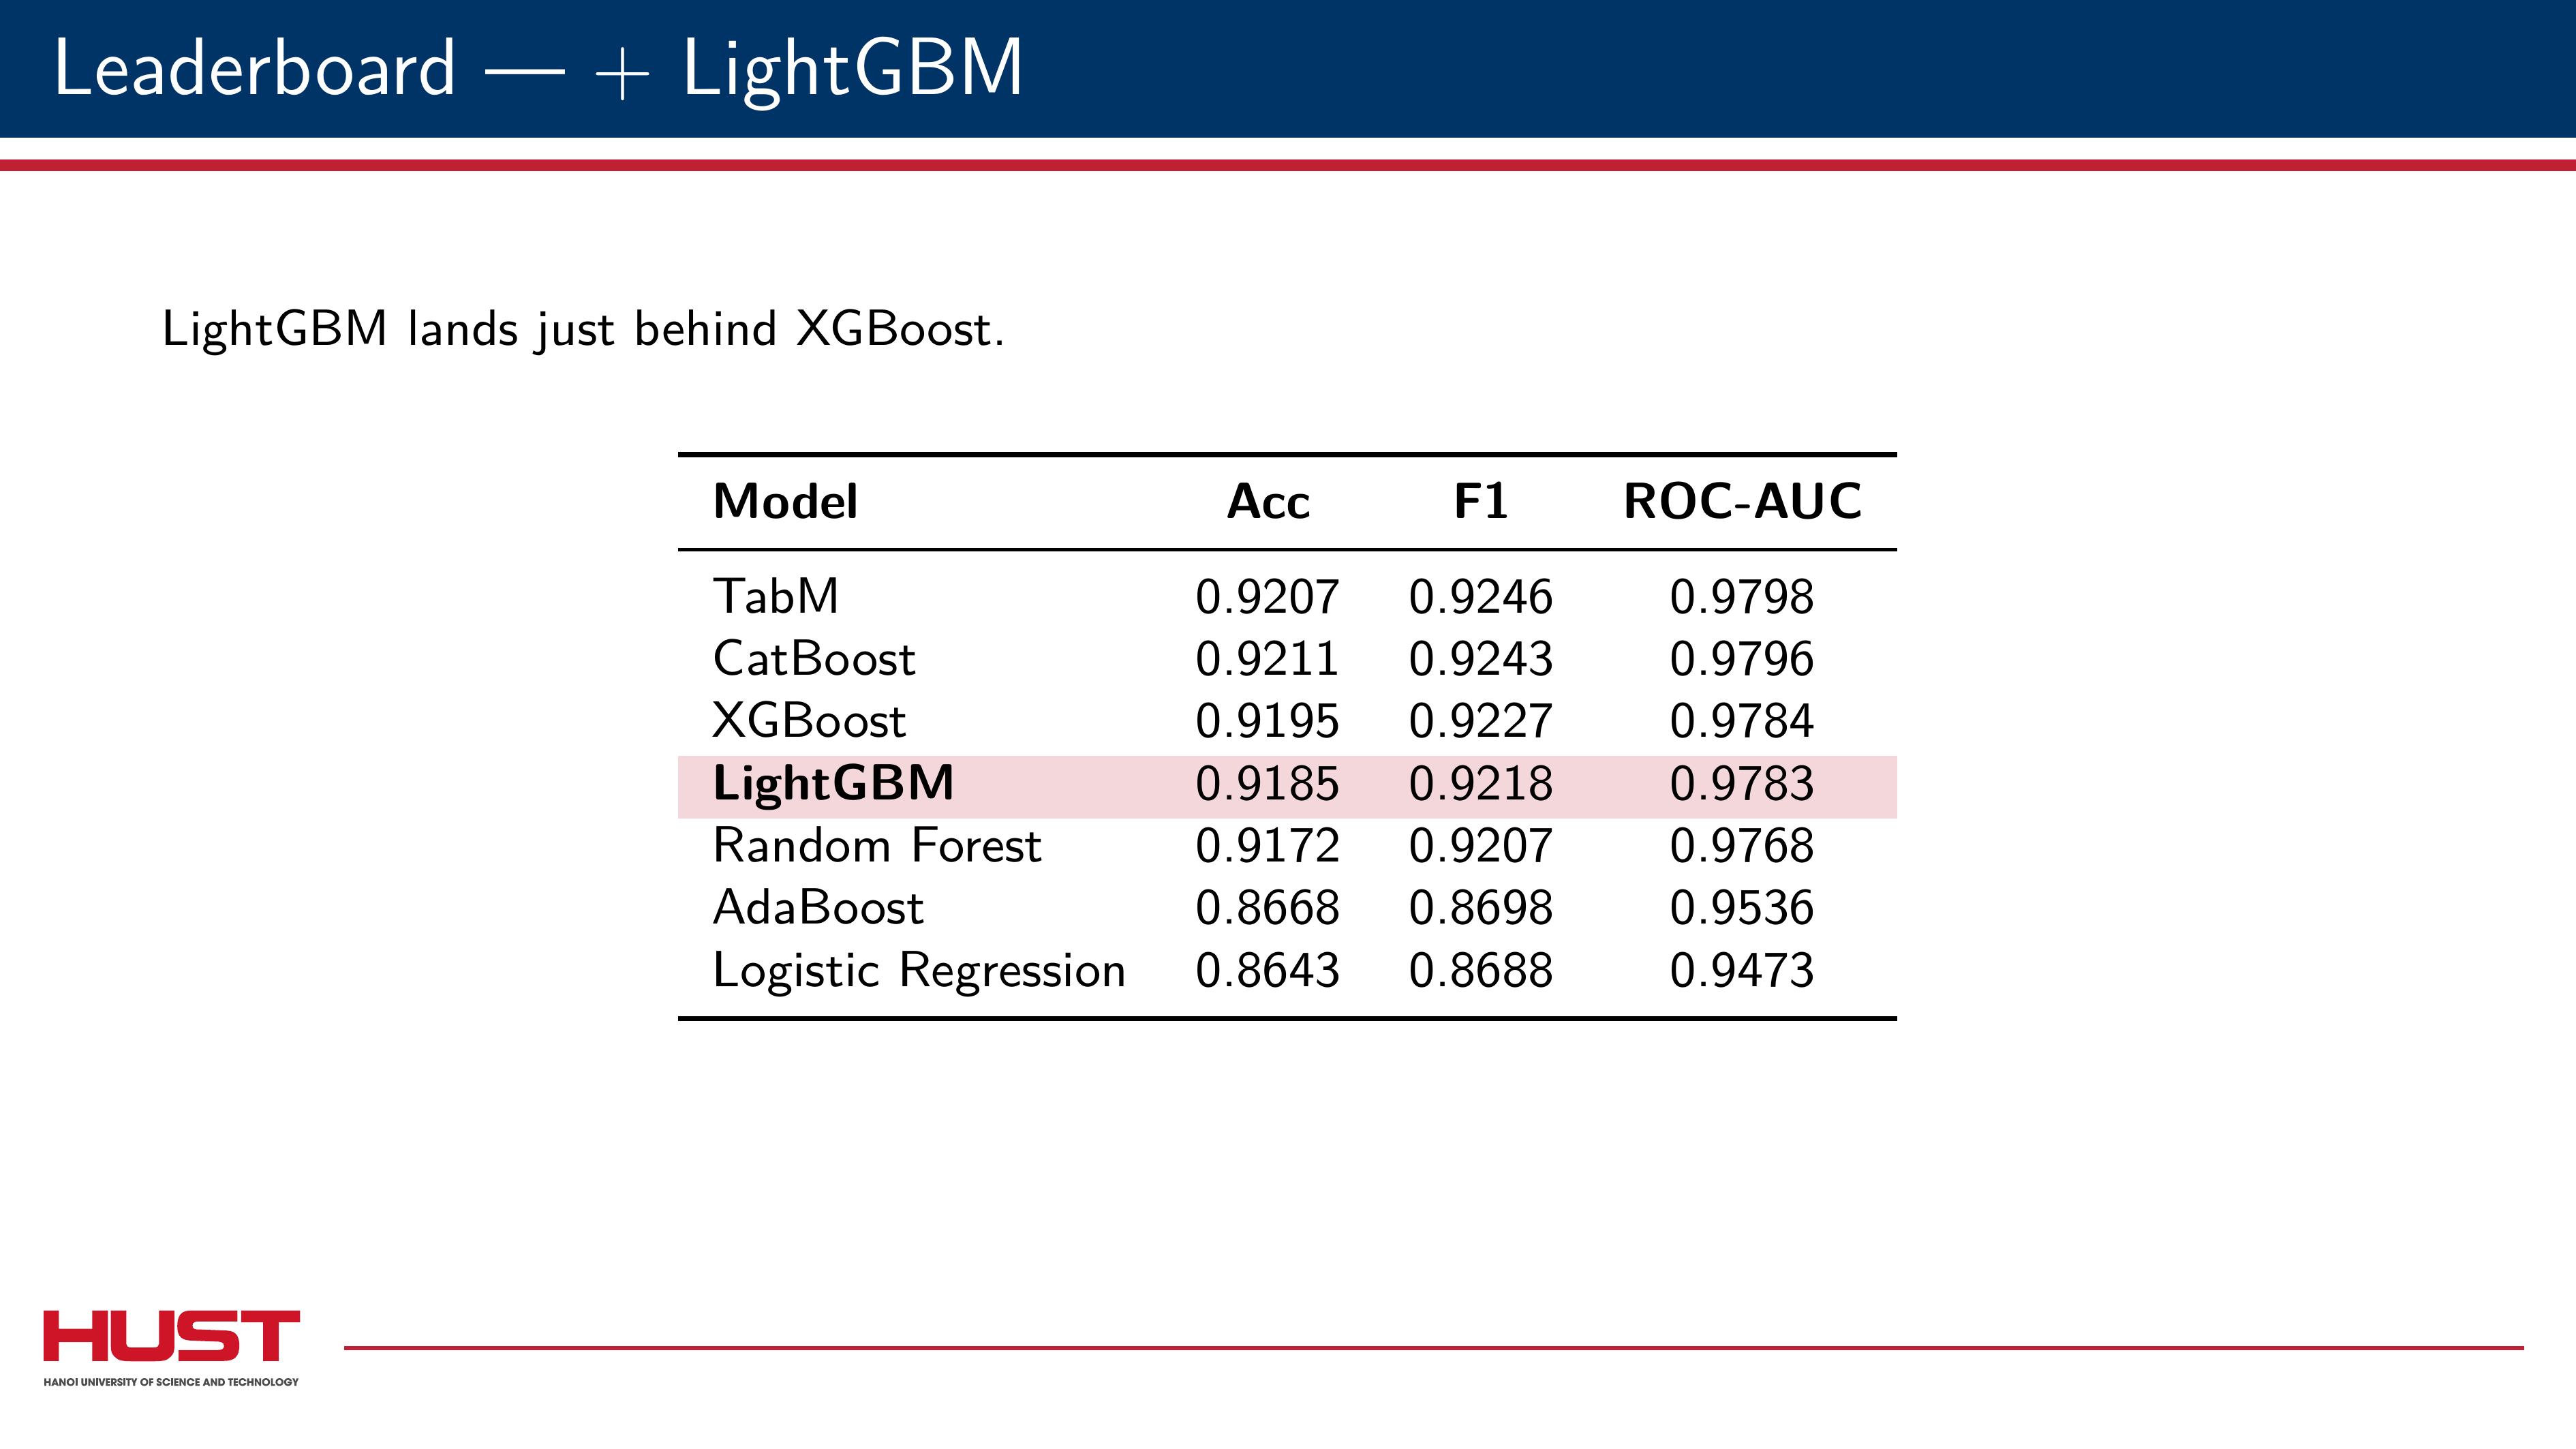 Leaderboard — + LightGBM
LightGBM lands just behind XGBoost.
Model Acc F1 ROC-AUC
TabM 0.9207 0.9246 0.9798
CatBoost 0.9211 0.9243 0.9796
XGBoost 0.9195 0.9227 0.9784
LightGBM 0.9185 0.9218 0.9783
Random Forest 0.9172 0.9207 0.9768
AdaBoost 0.8668 0.8698 0.9536
Logistic Regression 0.8643 0.8688 0.9473
HUST
HANOI UNIVERSITY OF SCIENCE AND TECHNOLOGY